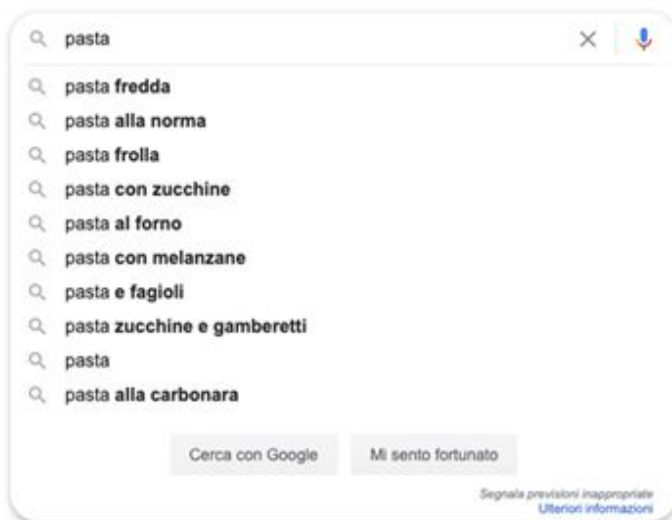 pasta
pasta fredda
pasta alla norma
pasta frolla
pasta con zucchine
pasta al forno
pasta con melanzane
pasta e fagioli
pasta zucchine e gamberetti
pasta
pasta alla carbonara
Cerca con Google Mi sento fortunato
Segnala previsioni inappropriate
Ulteriori informazioni